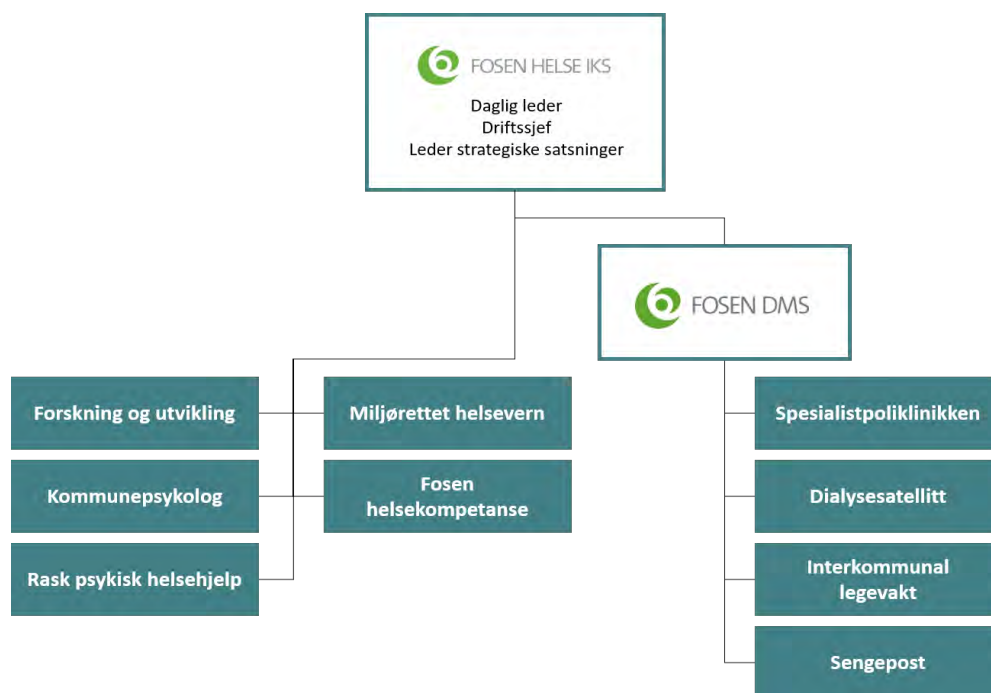 FOSEN HELSE IKS
Daglig leder
Driftssjef
Leder strategiske satsninger
FOSEN DMS
Forskning og utvikling
Miljørettet helsevern
Spesialistpoliklinikken
Kommunepsykolog
Fosen
helsekompetanse
Dialysesatellitt
Rask psykisk helsehjelp
Interkommunal
legevakt
Sengepost